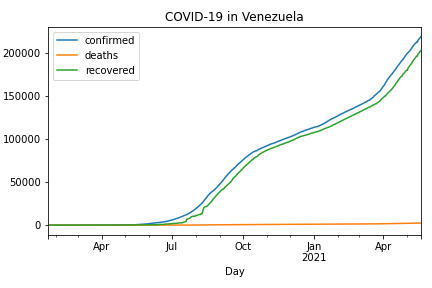 COVID-19 in Venezuela
confirmed
deaths
recovered
200000
150000
100000
50000
0
Apr Jul Oct Jan Apr
2021
Day